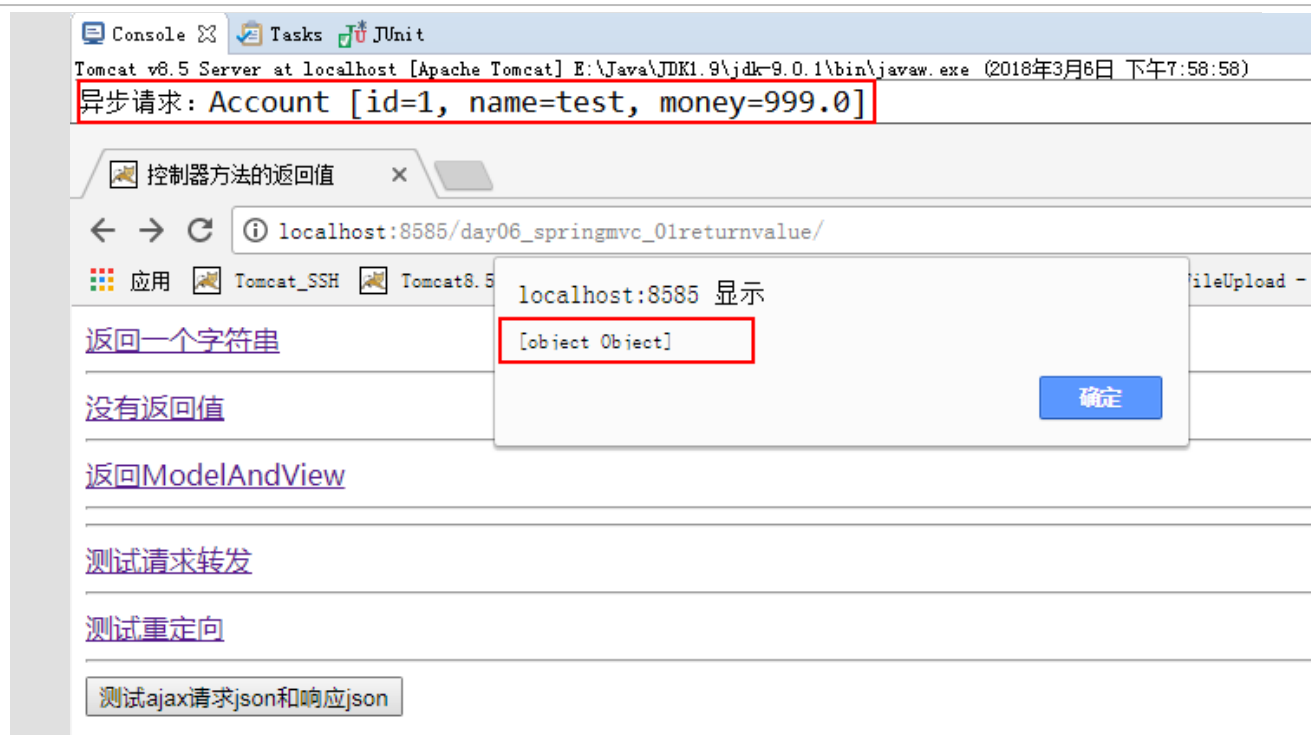 Console Tasks JUnit
Tomcat v8.5 Server at localhost [Apache Tomcat] E:\Java\JDK1.9\jdk-9.0.1\bin\javaw.exe (2018年3月6日 下午7:58:58)
异步请求：Account [id=1, name=test, money=999.0]
控制器方法的返回值
localhost:8585/day06_springmvc_01returnvalue/
应用 Tomcat_SSH Tomcat8.5 ileUpload -
localhost:8585 显示
[object Object]
确定
返回一个字符串
没有返回值
返回ModelAndView
测试请求转发
测试重定向
测试ajax请求json和响应json